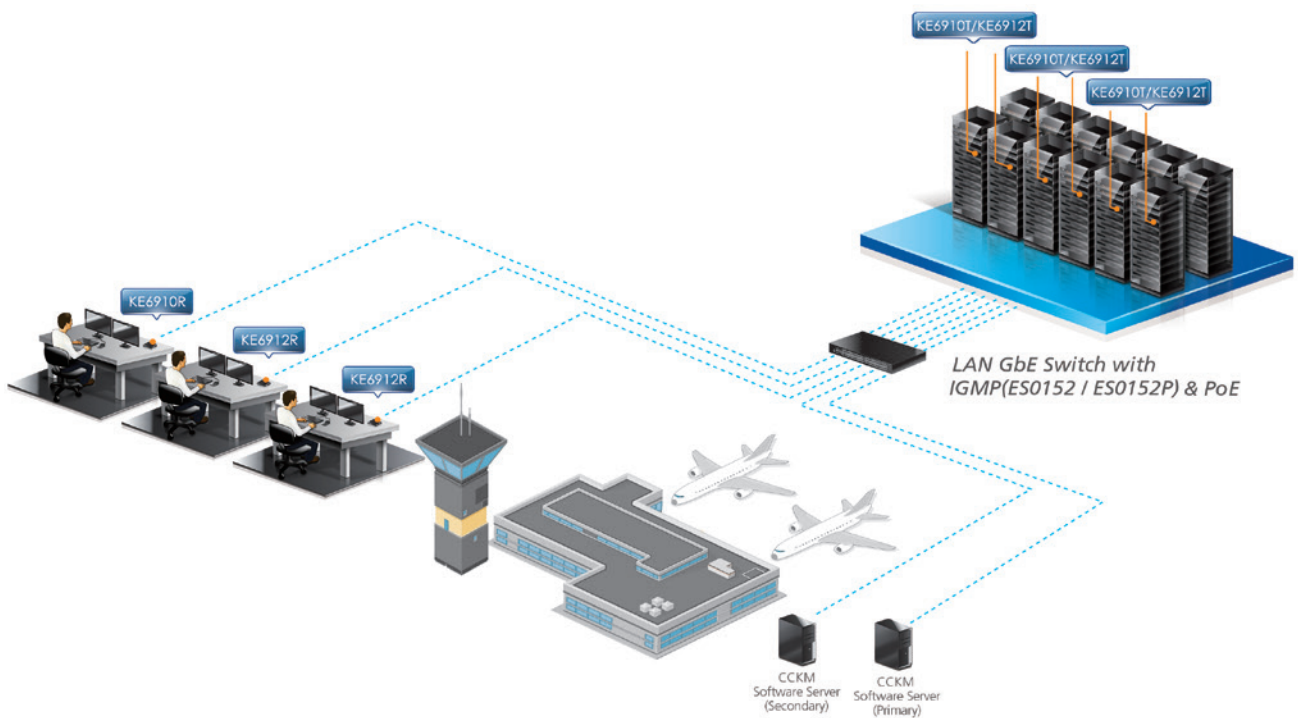 KE6910T/KE6912T
KE6910T/KE6912T
KE6910T/KE6912T
KE6910R
KE6912R
KE6912R
LAN GbE Switch with
IGMP(ES0152 / ES0152P) & PoE
CCKM
Software Server
(Secondary)
CCKM
Software Server
(Primary)